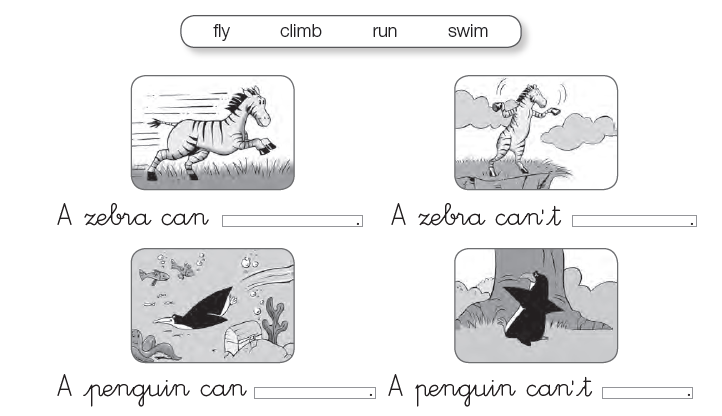 fly climb run swim
A zebra can .
A zebra can't .
A penguin can .
A penguin can't .